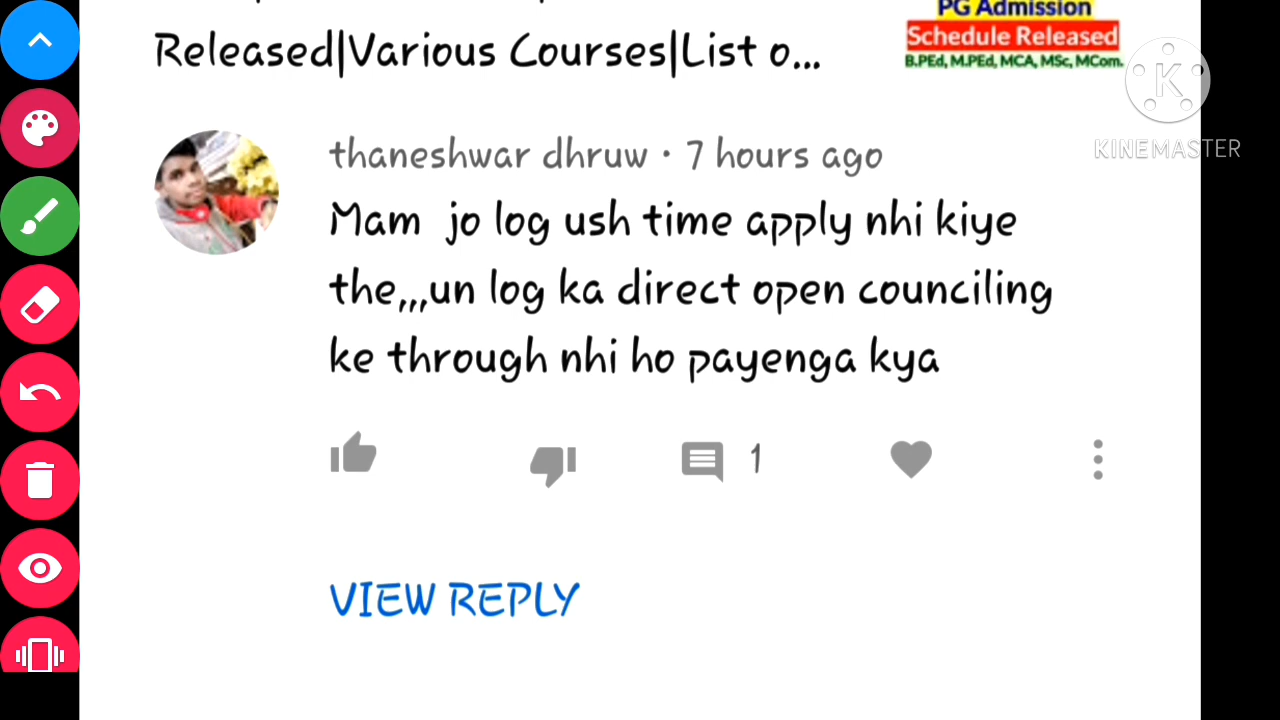 PG Admission
Released|Various Courses|List o...
Schedule Released
B.PEd, M.PEd, MCA, MSc, MCom.
K
KINEMASTER
thaneshwar dhruw · 7 hours ago
Mam jo log ush time apply nhi kiye
the,,,un log ka direct open counciling
ke through nhi ho payenga kya
1
VIEW REPLY